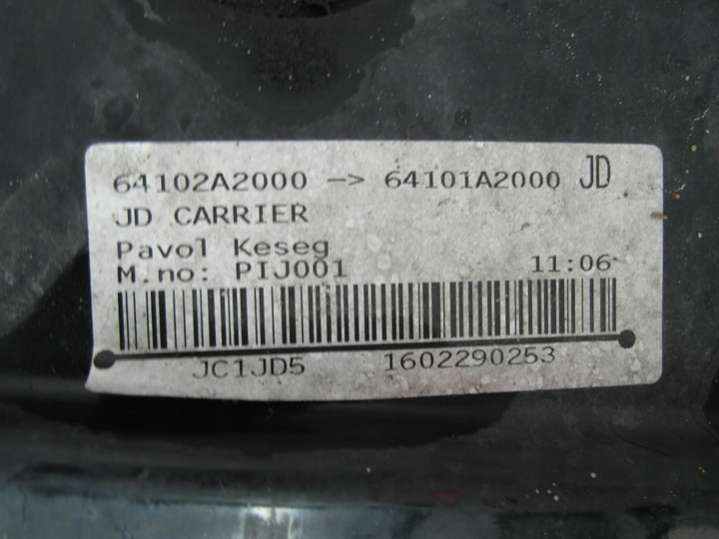 64102A2000 -> 64101A2000 JD
JD CARRIER
Pavol Keseg
M.no: PIJ001 11:06
JC1JD5 1602290253